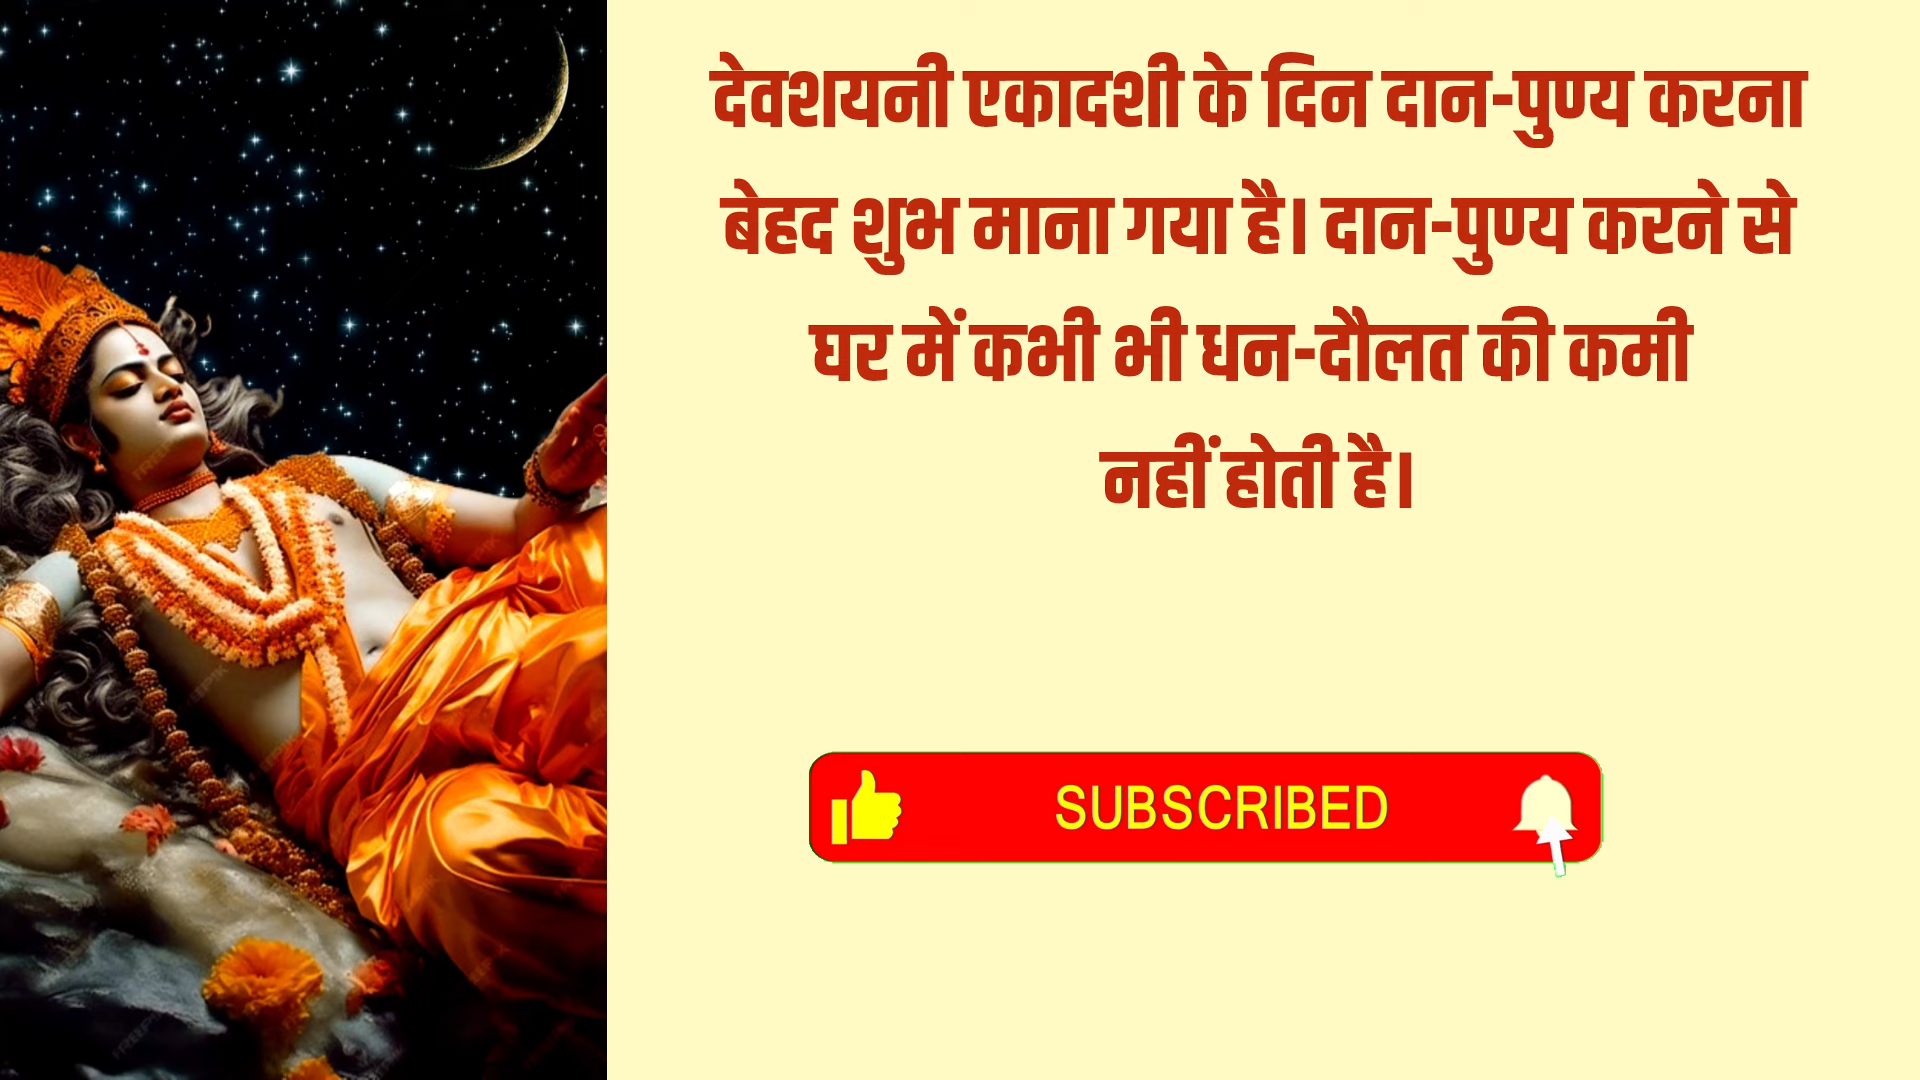 देवशयनी एकादशी के दिन दान-पुण्य करना
बेहद शुभ माना गया है। दान-पुण्य करने से
घर में कभी भी धन-दौलत की कमी
नहीं होती है।
SUBSCRIBED